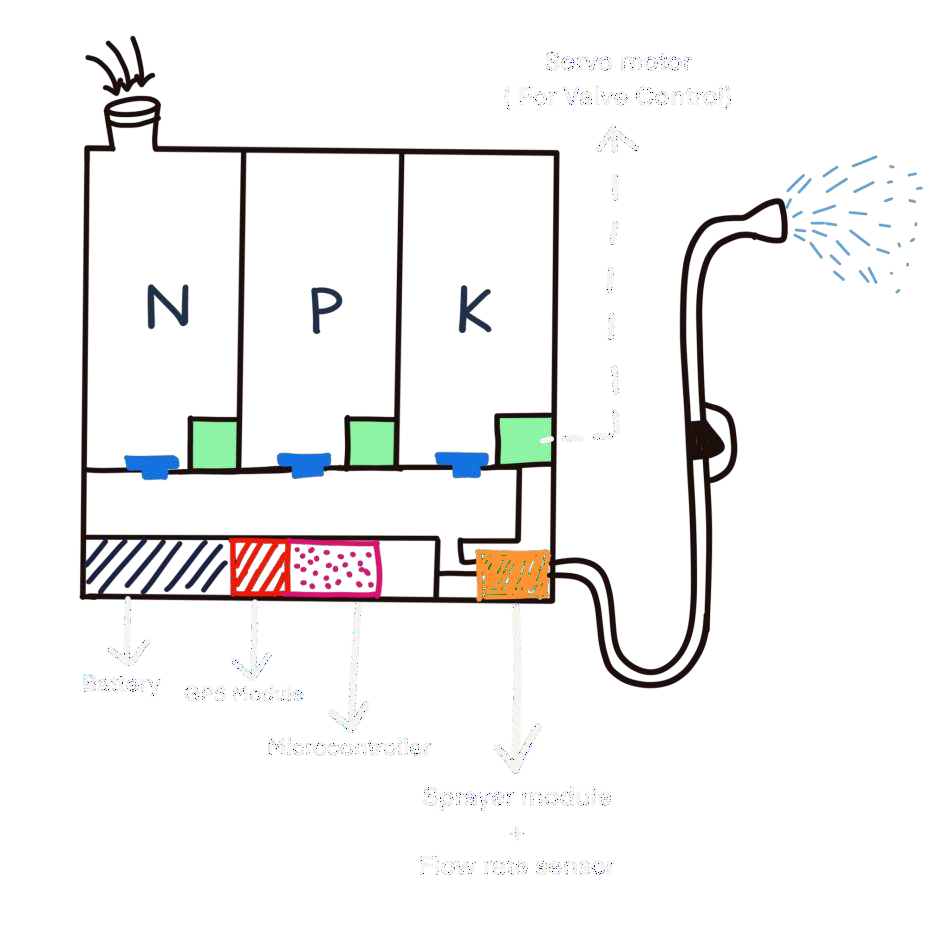 Servo motor
( For Valve Control)
N P K
Battery
GPS Module
Microcontroller
Sprayer module
+
Flow rate sensor